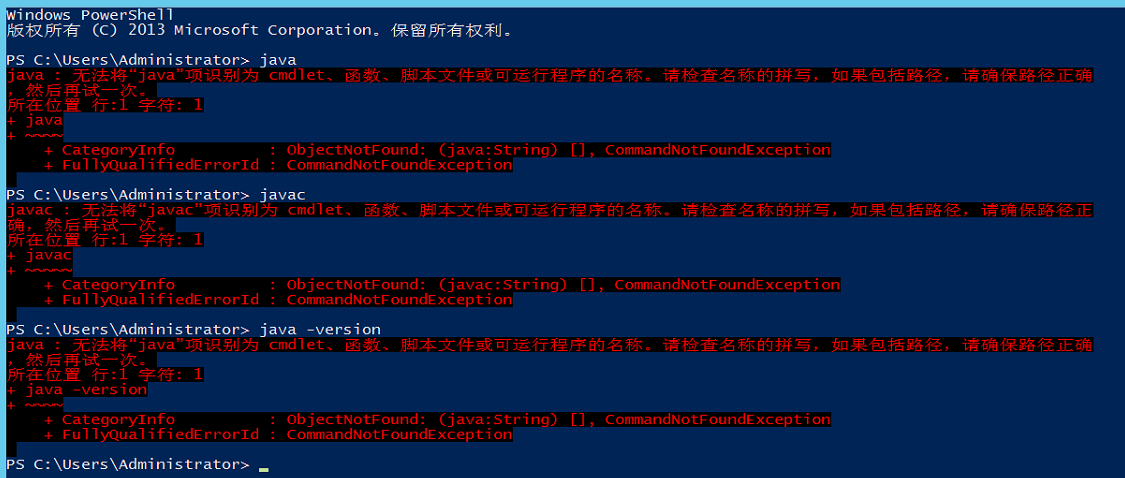 Windows PowerShell
版权所有 (C) 2013 Microsoft Corporation。保留所有权利。
PS C:\Users\Administrator> java
java : 无法将“java”项识别为 cmdlet、函数、脚本文件或可运行程序的名称。请检查名称的拼写，如果包括路径，请确保路径正确
，然后再试一次。
所在位置 行:1 字符: 1
+ java
+ ~~~~
    + CategoryInfo          : ObjectNotFound: (java:String) [], CommandNotFoundException
    + FullyQualifiedErrorId : CommandNotFoundException
PS C:\Users\Administrator> javac
javac : 无法将“javac”项识别为 cmdlet、函数、脚本文件或可运行程序的名称。请检查名称的拼写，如果包括路径，请确保路径正
确，然后再试一次。
所在位置 行:1 字符: 1
+ javac
+ ~~~~~
    + CategoryInfo          : ObjectNotFound: (javac:String) [], CommandNotFoundException
    + FullyQualifiedErrorId : CommandNotFoundException
PS C:\Users\Administrator> java -version
java : 无法将“java”项识别为 cmdlet、函数、脚本文件或可运行程序的名称。请检查名称的拼写，如果包括路径，请确保路径正确
，然后再试一次。
所在位置 行:1 字符: 1
+ java -version
+ ~~~~
    + CategoryInfo          : ObjectNotFound: (java:String) [], CommandNotFoundException
    + FullyQualifiedErrorId : CommandNotFoundException
PS C:\Users\Administrator> _